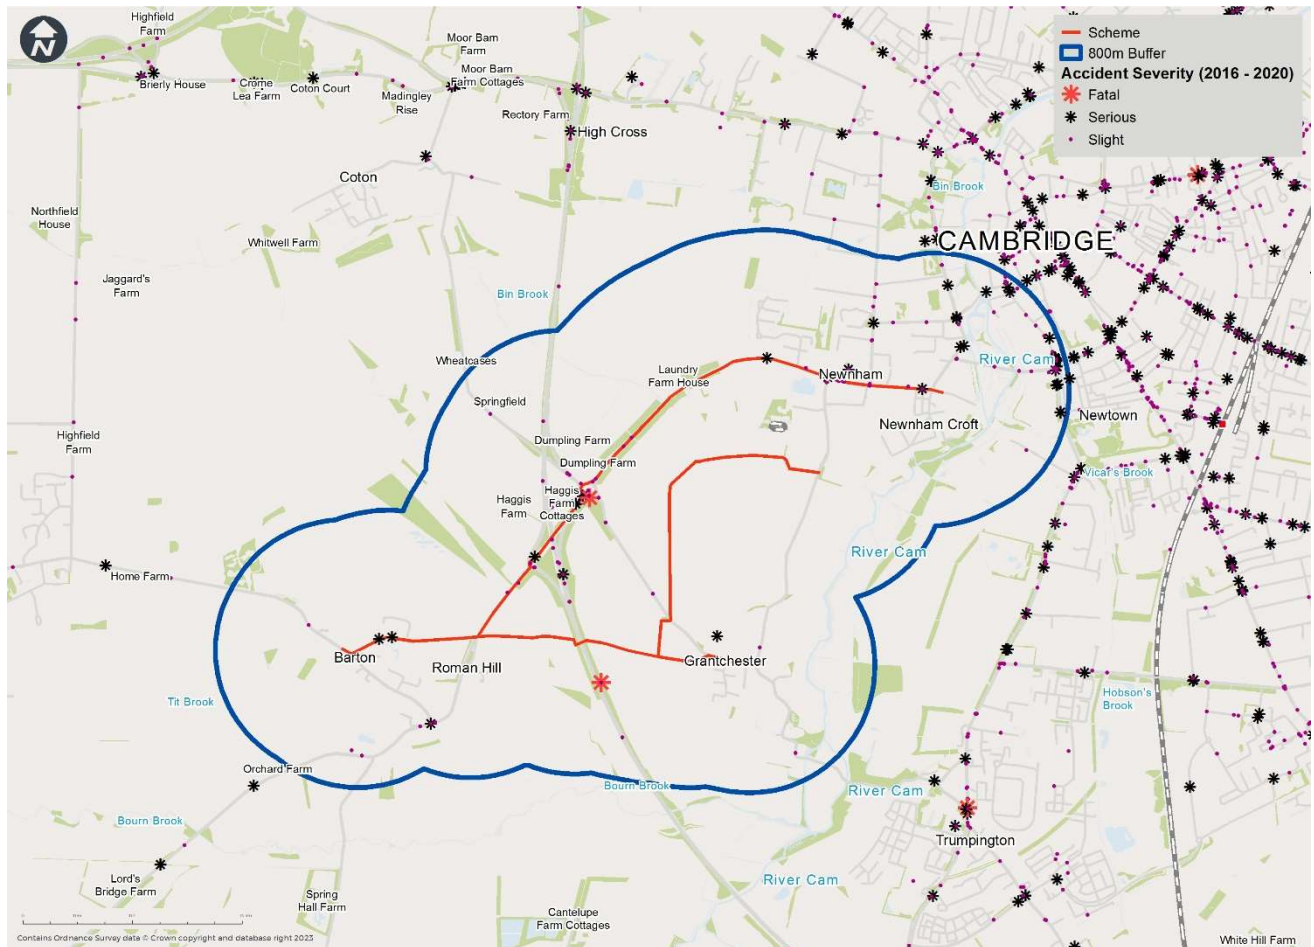 Highfield
Farm
N
Brierly House
Crome
Lea Farm
Coton Court
Moor Barn
Farm
Moor Barn
Farm Cottages
Madingley
Rise
Rectory Farm
High Cross
Coton
Scheme
800m Buffer
Accident Severity (2016 - 2020)
Fatal
Serious
Slight
Bin Brook
CAMBRIDGE
Northfield
House
Whitwell Farm
Jaggard's
Farm
Bin Brook
Wheatcases
Springfield
Laundry
Farm House
Newnham
River Cam
Newnham Croft
Newtown
Highfield
Farm
Dumpling Farm
Dumpling Farm
Vicar's Brook
Haggis
Farm
Haggis
Farm
Cottages
River Cam
Home Farm
Barton
Roman Hill
Grantchester
Tit Brook
Hobson's
Brook
Orchard Farm
Bourn Brook
River Cam
Bourn Brook
Trumpington
Lord's
Bridge Farm
Spring
Hall Farm
River Cam
Cantelupe
Farm Cottages
White Hill Farm
Contains Ordnance Survey data © Crown copyright and database right 2023